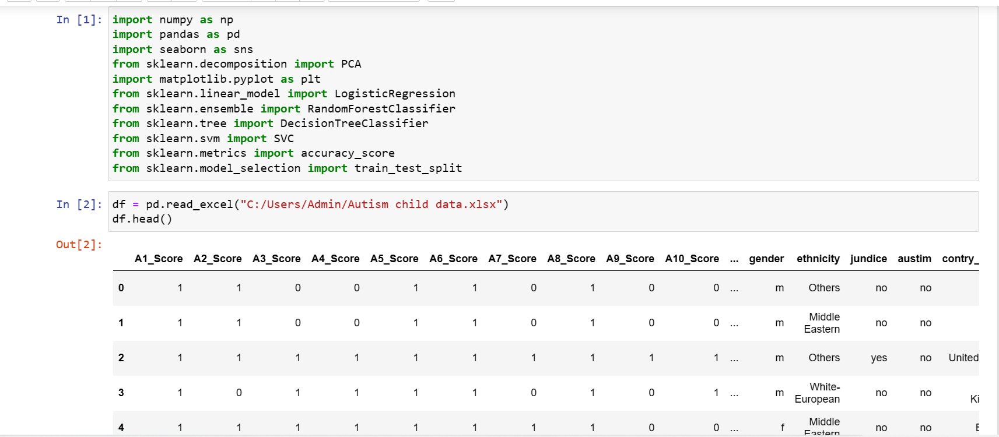 In [1]: import numpy as np
import pandas as pd
import seaborn as sns
from sklearn.decomposition import PCA
import matplotlib.pyplot as plt
from sklearn.linear_model import LogisticRegression
from sklearn.ensemble import RandomForestClassifier
from sklearn.tree import DecisionTreeClassifier
from sklearn.svm import SVC
from sklearn.metrics import accuracy_score
from sklearn.model_selection import train_test_split
In [2]: df = pd.read_excel("C:/Users/Admin/Autism child data.xlsx")
df.head()
Out[2]:
A1_Score A2_Score A3_Score A4_Score A5_Score A6_Score A7_Score A8_Score A9_Score A10_Score ... gender ethnicity jundice austim contry_
0 1 1 0 0 1 1 0 1 0 0 ... m Others no no
1 1 1 0 0 1 1 0 1 0 0 ... m Middle Eastern no no
2 1 1 1 1 1 1 1 1 1 1 ... m Others yes no United
3 1 0 1 1 1 1 0 1 0 1 ... m White-European no no Ki
4 1 1 1 1 1 1 1 1 0 0 ... f Middle Eastern no no